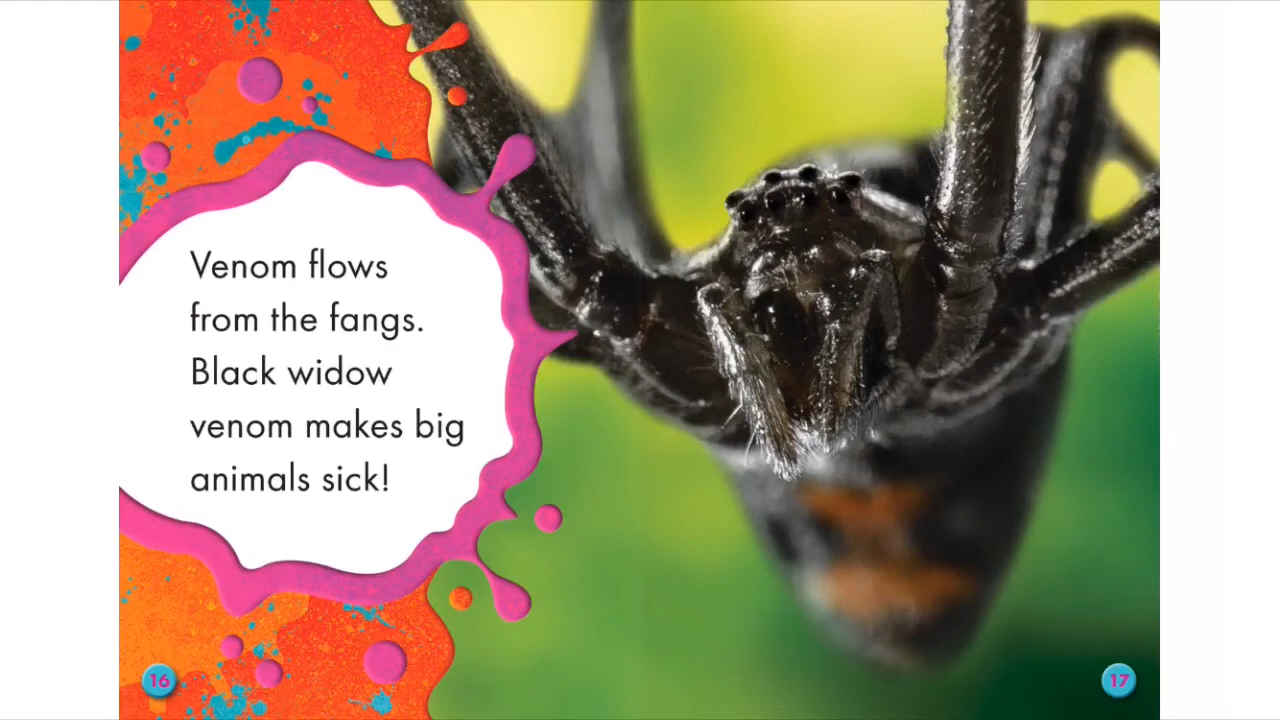 Venom flows
from the fangs.
Black widow
venom makes big
animals sick!
16
17